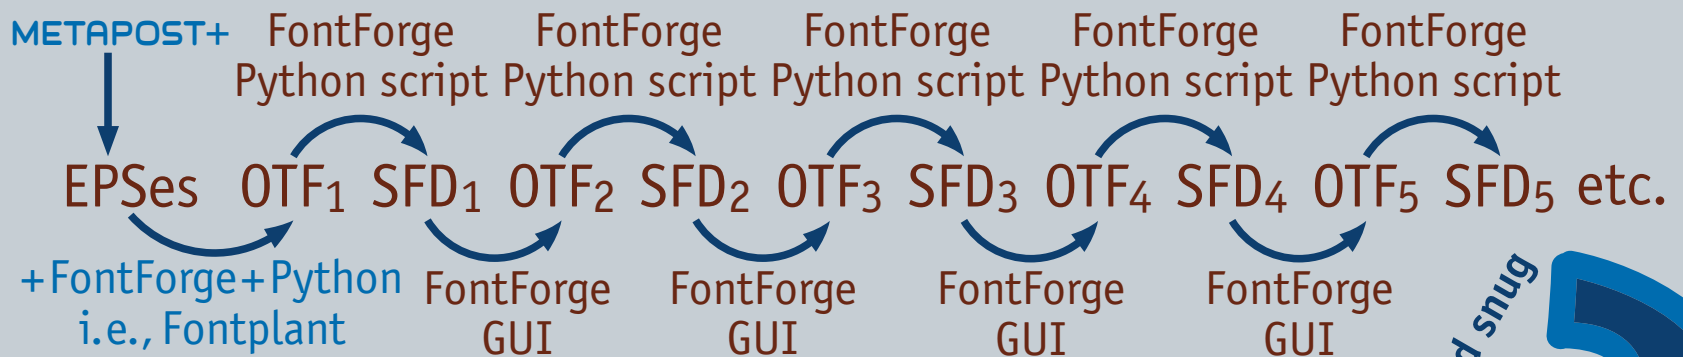 METAPOST+ FontForge FontForge FontForge FontForge FontForge
Python script Python script Python script Python script Python script
EPSes OTF1 SFD1 OTF2 SFD2 OTF3 SFD3 OTF4 SFD4 OTF5 SFD5 etc.
+FontForge+Python FontForge FontForge FontForge FontForge
i.e., Fontplant GUI GUI GUI GUI
snug